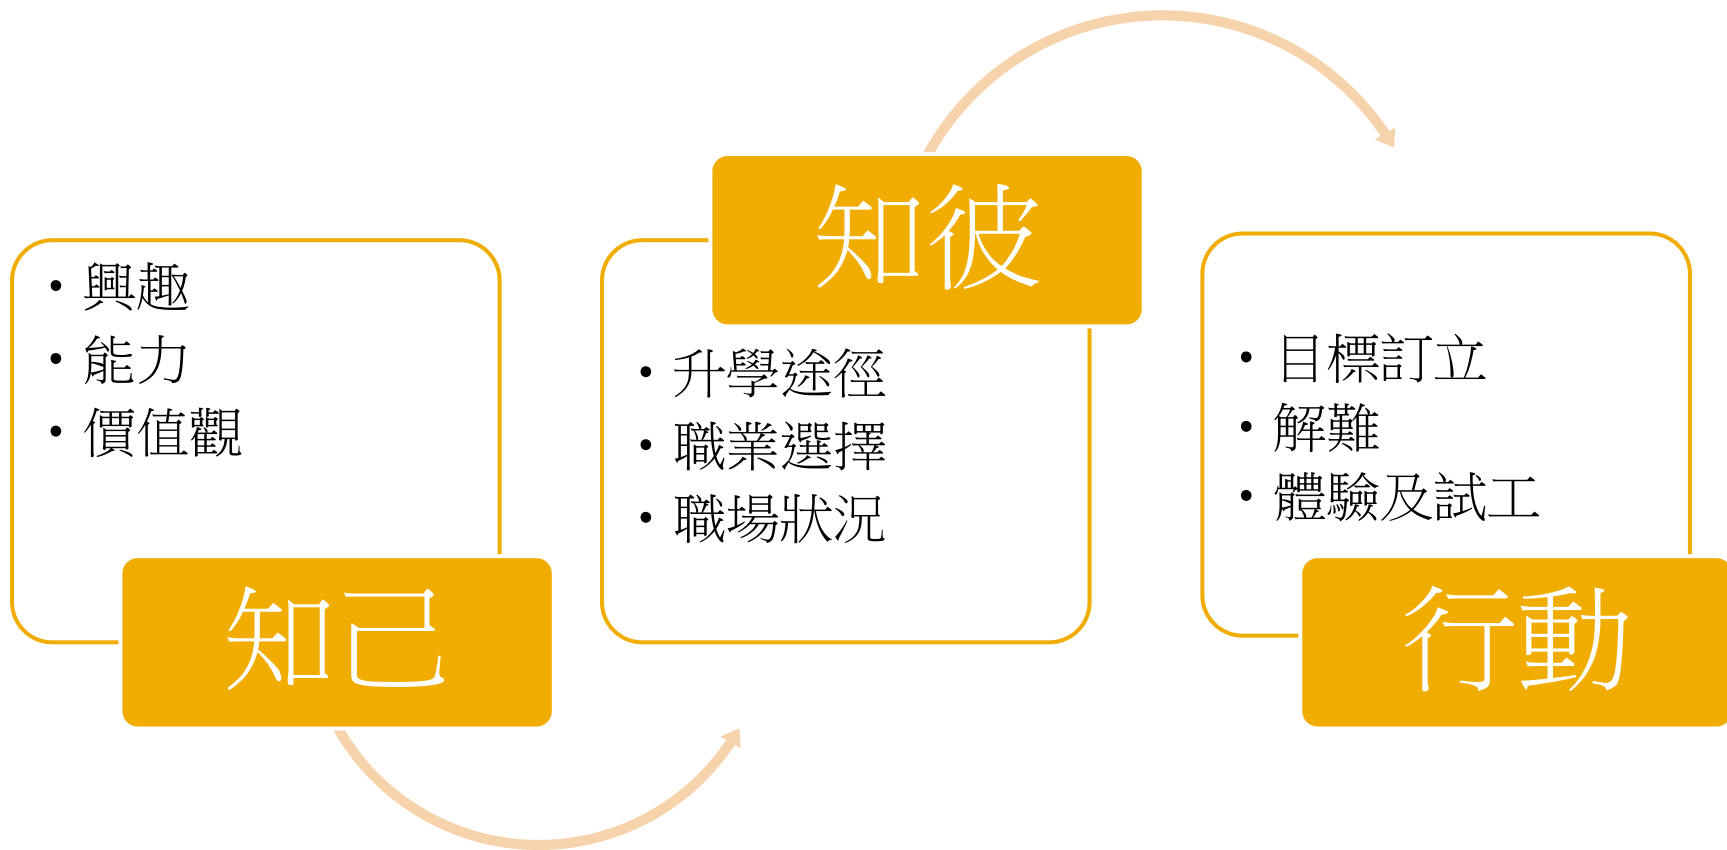 • 興趣
• 能力
• 價值觀
知己
知彼
• 升學途徑
• 職業選擇
• 職場狀況
• 目標訂立
• 解難
• 體驗及試工
行動